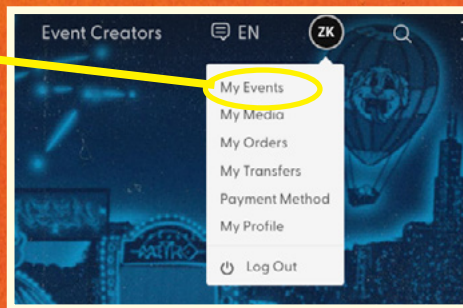 Event Creators EN ZK
My Events
My Media
My Orders
My Transfers
Payment Method
My Profile
Log Out